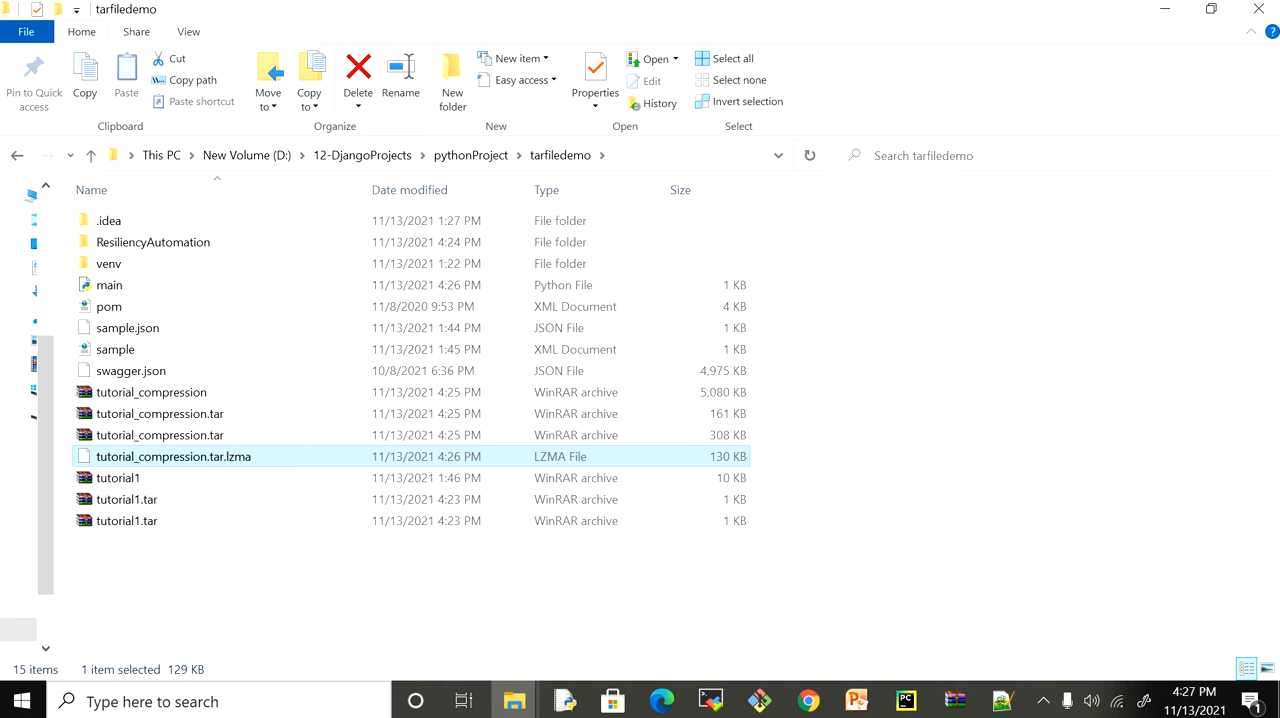 tarfiledemo
File Home Share View
Pin to Quick access
Copy
Paste
Cut
Copy path
Paste shortcut
Clipboard
Move to
Copy to
Delete
Rename
Organize
New folder
New item
Easy access
New
Properties
Open
Edit
History
Open
Select all
Select none
Invert selection
Select
This PC > New Volume (D:) > 12-DjangoProjects > pythonProject > tarfiledemo >
Search tarfiledemo
Name Date modified Type Size
.idea 11/13/2021 1:27 PM File folder
ResiliencyAutomation 11/13/2021 4:24 PM File folder
venv 11/13/2021 1:22 PM File folder
main 11/13/2021 4:26 PM Python File 1 KB
pom 11/8/2020 9:53 PM XML Document 4 KB
sample.json 11/13/2021 1:44 PM JSON File 1 KB
sample 11/13/2021 1:45 PM XML Document 1 KB
swagger.json 10/8/2021 6:36 PM JSON File 4,975 KB
tutorial_compression 11/13/2021 4:25 PM WinRAR archive 5,080 KB
tutorial_compression.tar 11/13/2021 4:25 PM WinRAR archive 161 KB
tutorial_compression.tar 11/13/2021 4:25 PM WinRAR archive 308 KB
tutorial_compression.tar.lzma 11/13/2021 4:26 PM LZMA File 130 KB
tutorial1 11/13/2021 1:46 PM WinRAR archive 10 KB
tutorial1.tar 11/13/2021 4:23 PM WinRAR archive 1 KB
tutorial1.tar 11/13/2021 4:23 PM WinRAR archive 1 KB
15 items 1 item selected 129 KB
Type here to search
PC
4:27 PM
11/13/2021
1